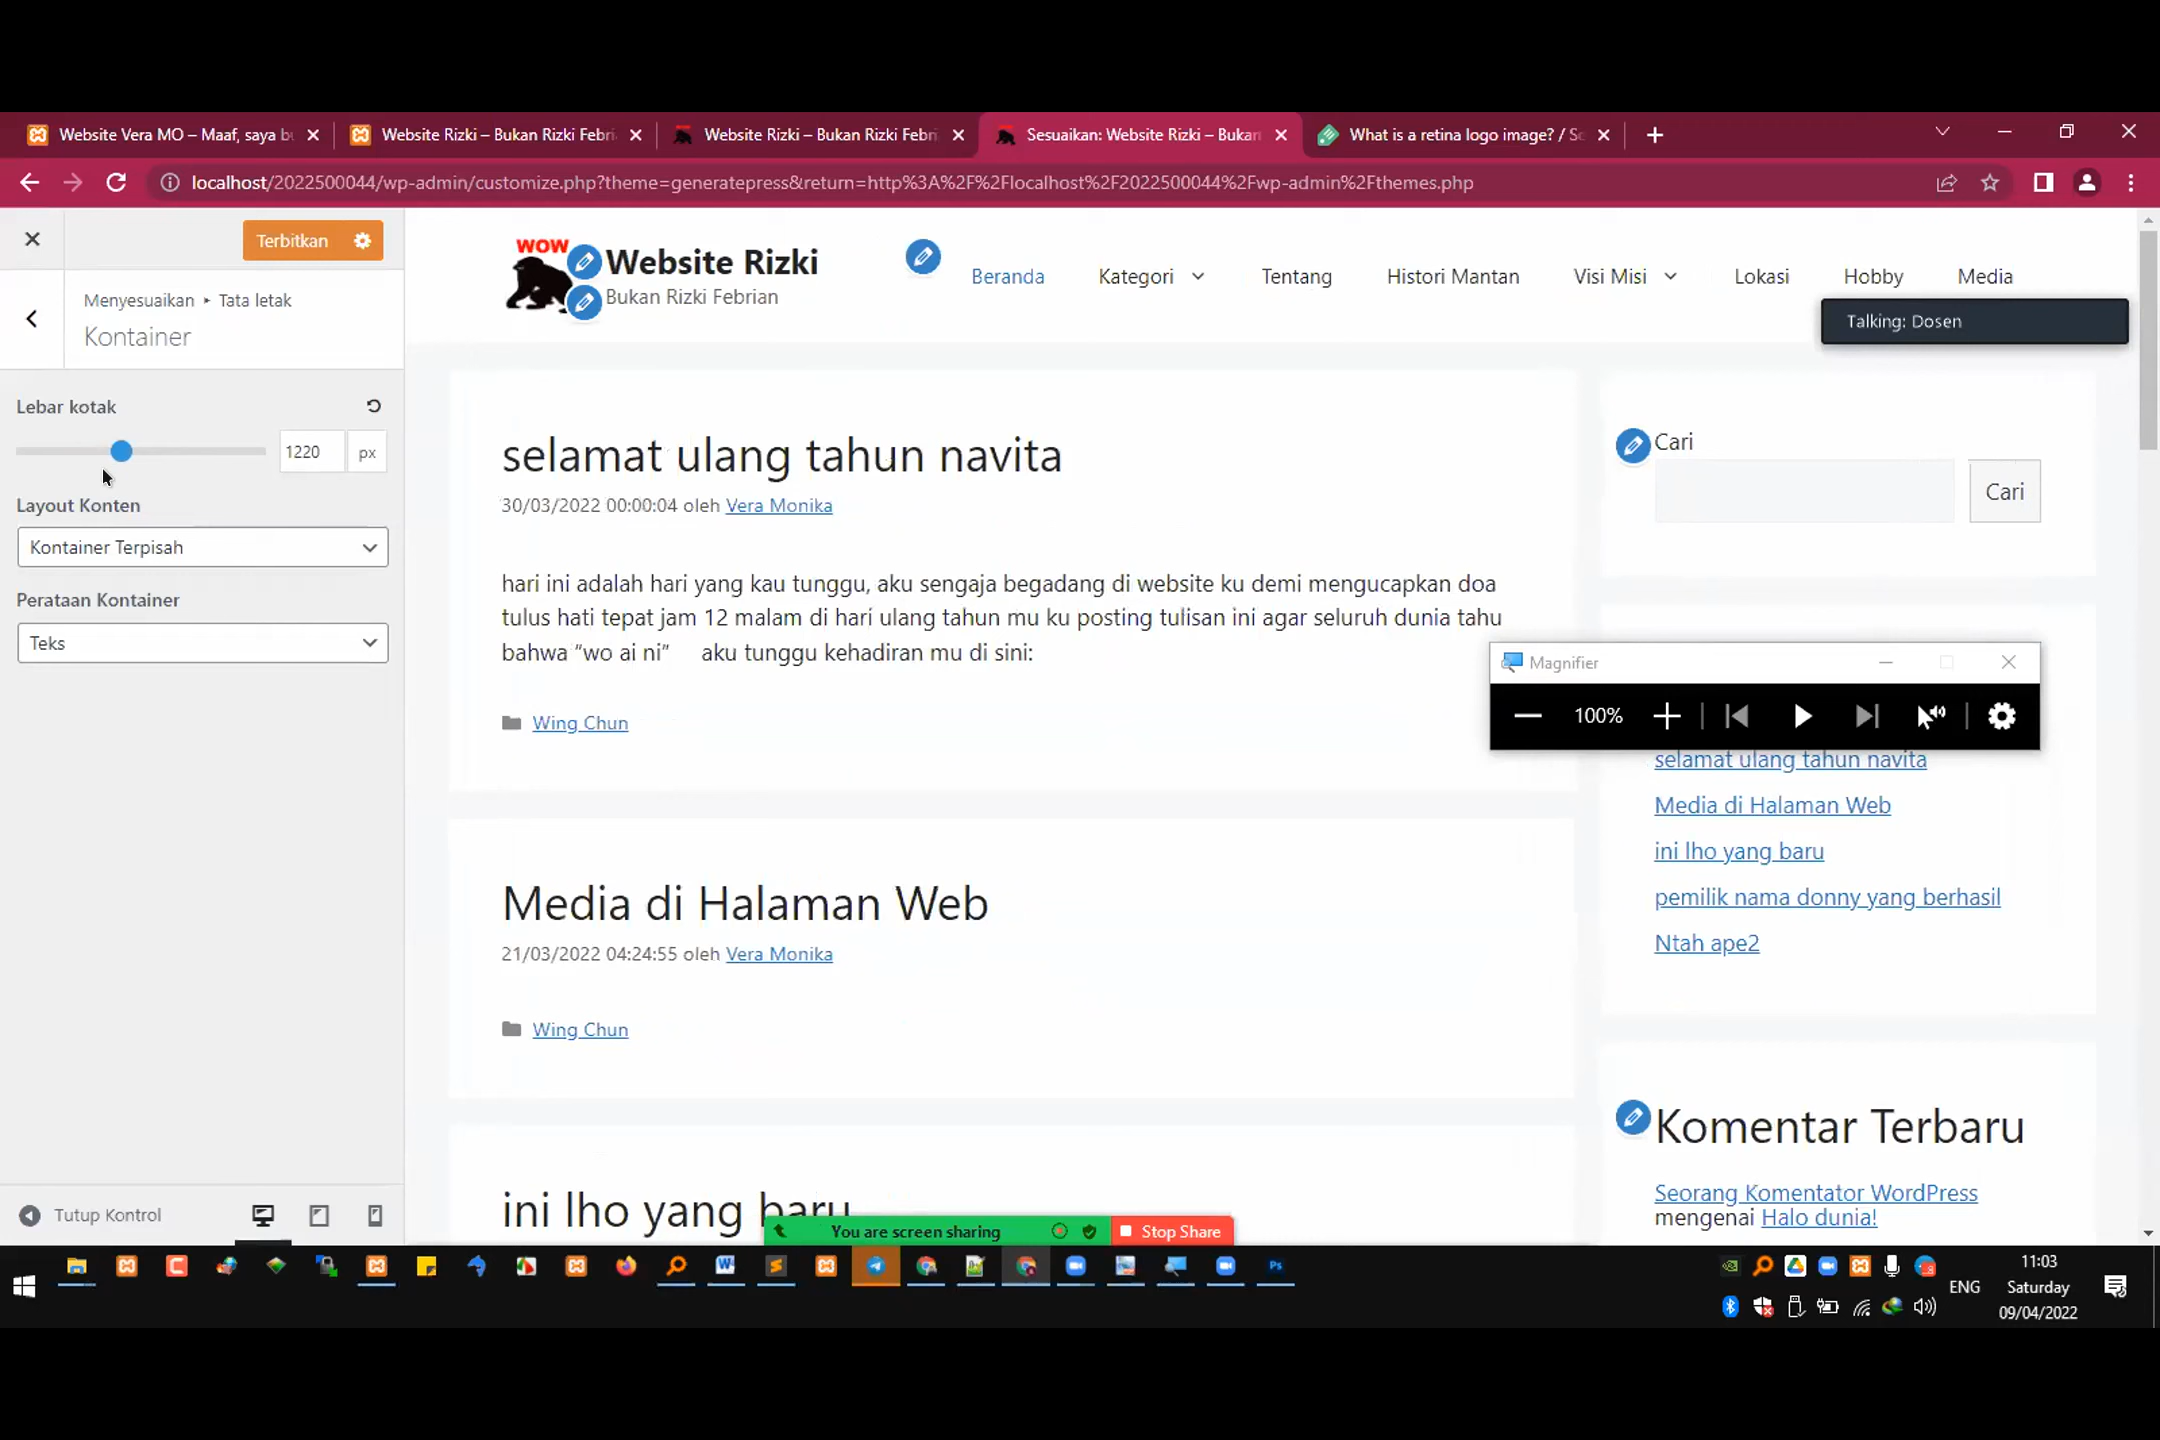 Website Vera MO – Maaf, saya bu
Website Rizki – Bukan Rizki Febri
Website Rizki – Bukan Rizki Febri
Sesuaikan: Website Rizki – Bukan
What is a retina logo image? / Se
localhost/2022500044/wp-admin/customize.php?theme=generatepress&return=http%3A%2F%2Flocalhost%2F2022500044%2Fwp-admin%2Fthemes.php
Terbitkan
Menyesuaikan ▸ Tata letak
Kontainer
Lebar kotak
1220 px
Layout Konten
Kontainer Terpisah
Perataan Kontainer
Teks
Tutup Kontrol
WOW
Website Rizki
Bukan Rizki Febrian
Beranda Kategori Tentang Histori Mantan Visi Misi Lokasi Hobby Media
Talking: Dosen
selamat ulang tahun navita
30/03/2022 00:00:04 oleh Vera Monika
hari ini adalah hari yang kau tunggu, aku sengaja begadang di website ku demi mengucapkan doa
tulus hati tepat jam 12 malam di hari ulang tahun mu ku posting tulisan ini agar seluruh dunia tahu
bahwa “wo ai ni” aku tunggu kehadiran mu di sini:
Wing Chun
Media di Halaman Web
21/03/2022 04:24:55 oleh Vera Monika
Wing Chun
ini lho yang baru
Cari
Cari
Magnifier
100%
selamat ulang tahun navita
Media di Halaman Web
ini lho yang baru
pemilik nama donny yang berhasil
Ntah ape2
Komentar Terbaru
Seorang Komentator WordPress
mengenai Halo dunia!
You are screen sharing
Stop Share
Ps
ENG
11:03
Saturday
09/04/2022